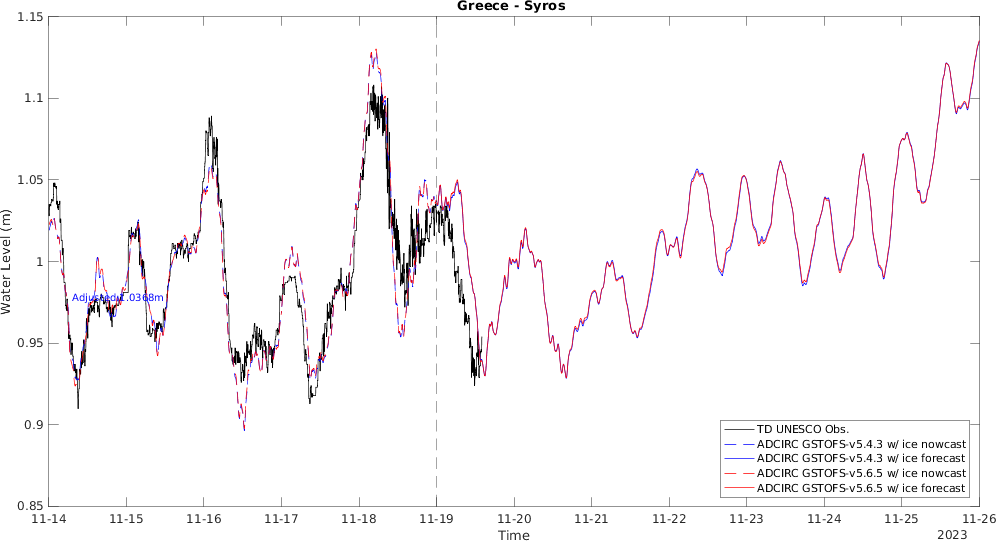 Greece - Syros
1.15
1.1
1.05
1
0.95
0.9
0.85
Water Level (m)
Adjusted 1.0368m
TD UNESCO Obs.
ADCIRC GSTOFS-v5.4.3 w/ ice nowcast
ADCIRC GSTOFS-v5.4.3 w/ ice forecast
ADCIRC GSTOFS-v5.6.5 w/ ice nowcast
ADCIRC GSTOFS-v5.6.5 w/ ice forecast
11-14 11-15 11-16 11-17 11-18 11-19 11-20 11-21 11-22 11-23 11-24 11-25 11-26
Time
2023